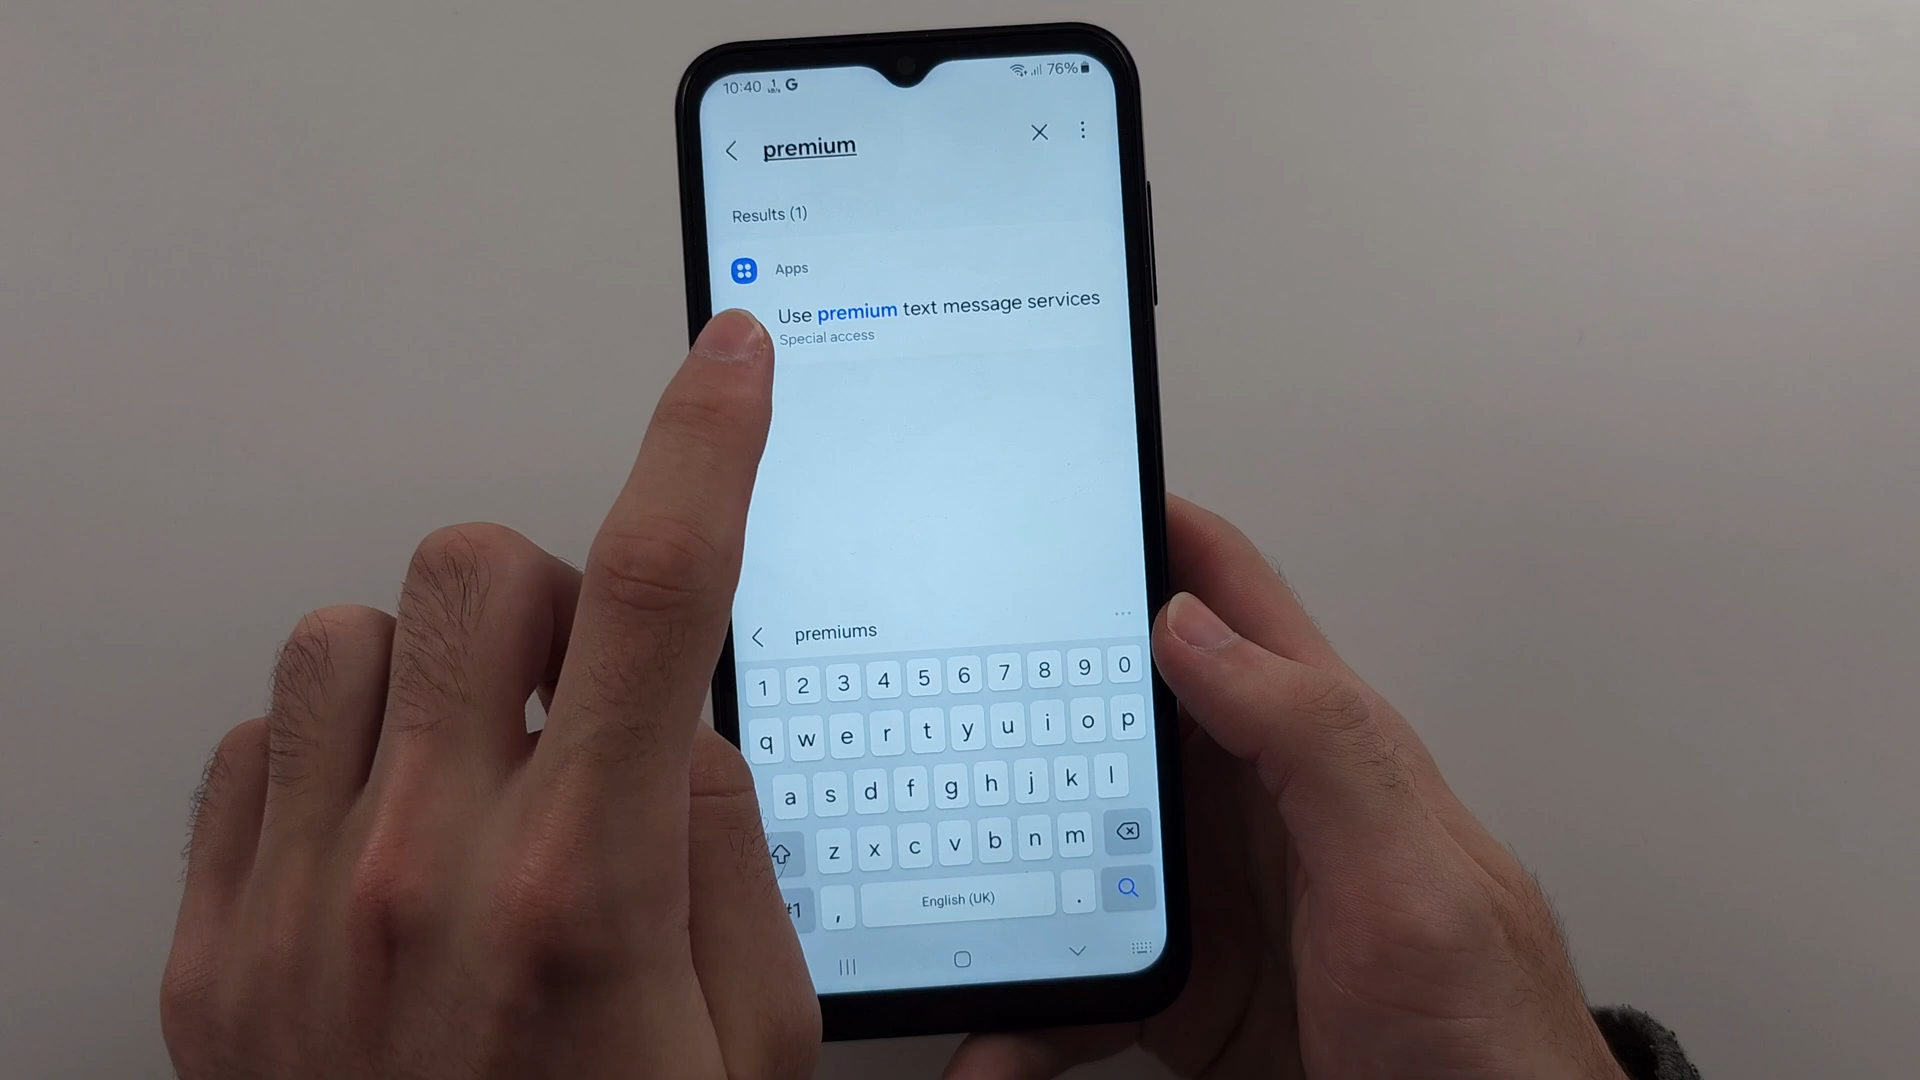 10:40 G 76%
premium
Results (1)
Apps
Use premium text message services
Special access
premiums
1 2 3 4 5 6 7 8 9 0
q w e r t y u i o p
a s d f g h j k l
z x c v b n m
#1 , English (UK) .